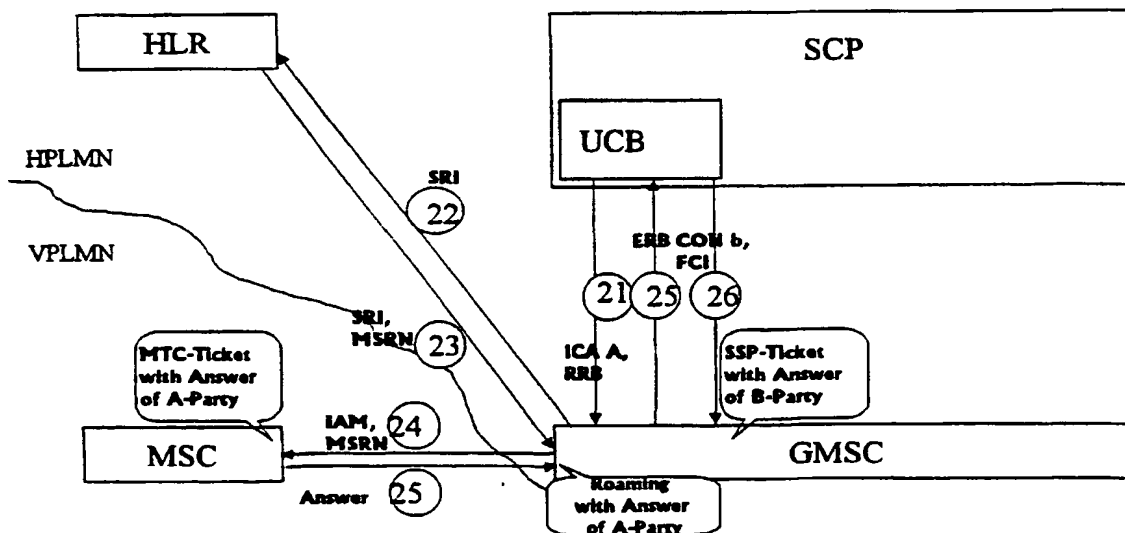 HLR
SCP
UCB
HPLMN
SRI
22
VPLMN
ERB CON b,
FCI
21
25
26
SRI,
MSRN
23
MTC-Ticket
with Answer
of A-Party
ICA A,
RRB
SSP-Ticket
with Answer
of B-Party
IAM,
MSRN
24
MSC
GMSC
Answer
25
Roaming
with Answer
of A-Party